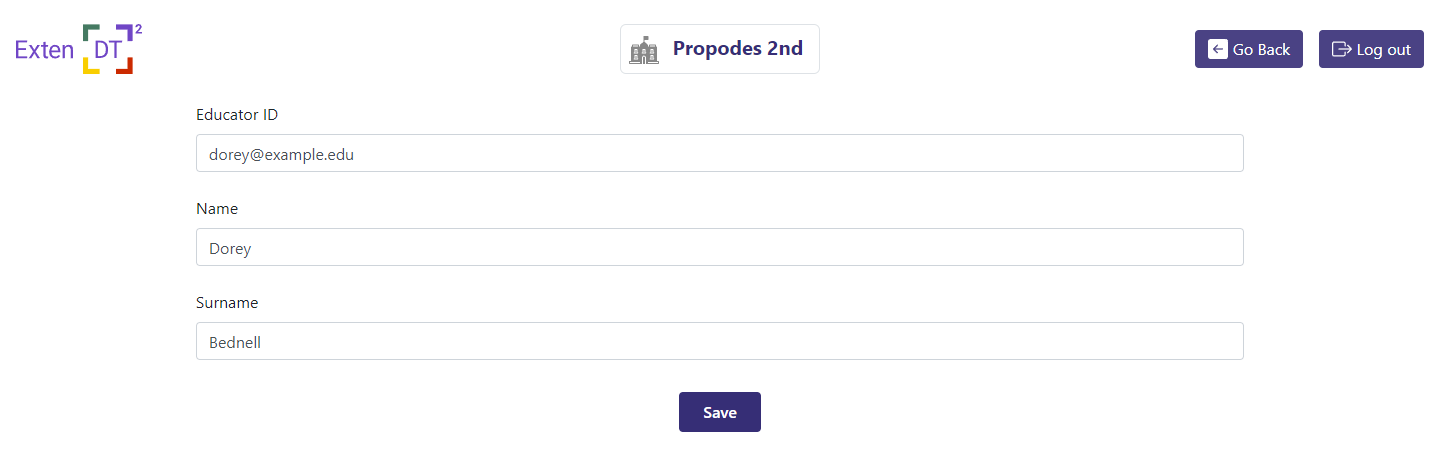 Exten DT 2
Propodes 2nd
Go Back
Log out
Educator ID
dorey@example.edu
Name
Dorey
Surname
Bednell
Save